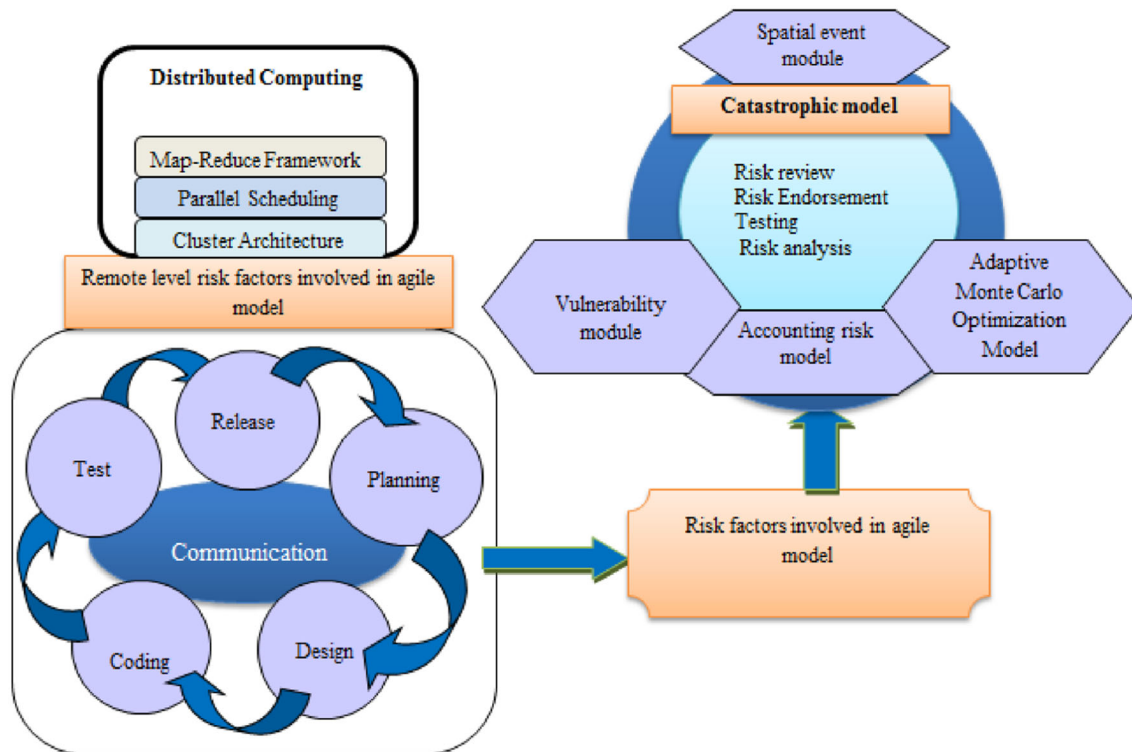 Distributed Computing
Map-Reduce Framework
Parallel Scheduling
Cluster Architecture
Remote level risk factors involved in agile
model
Release
Test
Planning
Communication
Coding
Design
Spatial event
module
Catastrophic model
Risk review
Risk Endorsement
Testing
Risk analysis
Vulnerability
module
Accounting risk
model
Adaptive
Monte Carlo
Optimization
Model
Risk factors involved in agile
model